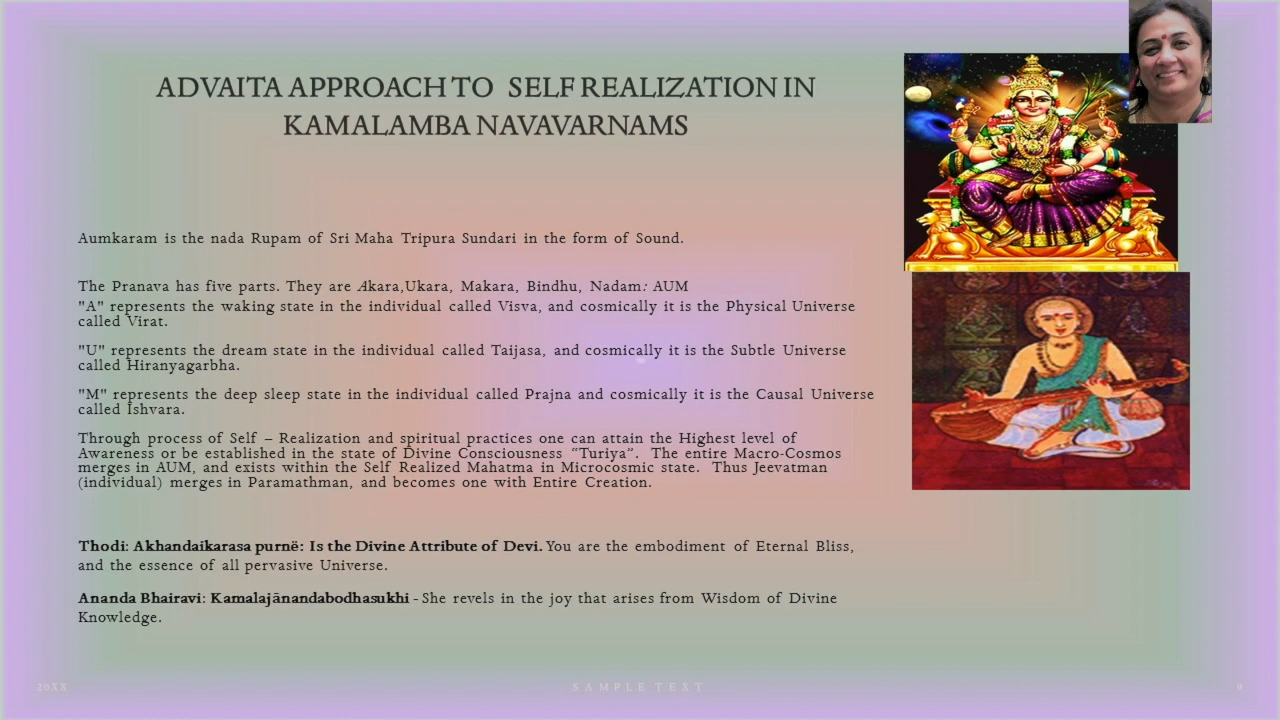 ADVAITA APPROACH TO SELF REALIZATION IN
KAMALAMBA NAVAVARNAMS
Aumkaram is the nada Rupam of Sri Maha Tripura Sundari in the form of Sound.
The Pranava has five parts. They are Akara,Ukara, Makara, Bindhu, Nadam: AUM
"A" represents the waking state in the individual called Visva, and cosmically it is the Physical Universe
called Virat.
"U" represents the dream state in the individual called Taijasa, and cosmically it is the Subtle Universe
called Hiranyagarbha.
"M" represents the deep sleep state in the individual called Prajna and cosmically it is the Causal Universe
called Ishvara.
Through process of Self – Realization and spiritual practices one can attain the Highest level of
Awareness or be established in the state of Divine Consciousness “Turiya”. The entire Macro-Cosmos
merges in AUM, and exists within the Self Realized Mahatma in Microcosmic state. Thus Jeevatman
(individual) merges in Paramathman, and becomes one with Entire Creation.
Thodi: Akhandaikarasa purnë: Is the Divine Attribute of Devi. You are the embodiment of Eternal Bliss,
and the essence of all pervasive Universe.
Ananda Bhairavi: Kamalajānandabodhasukhi - She revels in the joy that arises from Wisdom of Divine
Knowledge.
20XX
SAMPLE TEXT
9